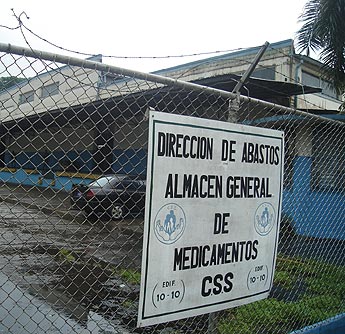 DIRECCION DE ABASTOS
ALMACEN GENERAL
DE
MEDICAMENTOS
CSS
EDIF.
10-10
EDIF.
10-10